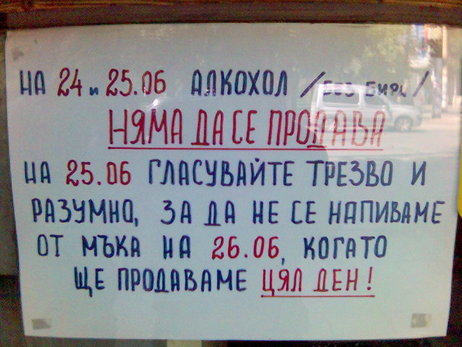 НА 24 и 25.06 АЛКОХОЛ /БЕЗ БИРА/
НЯМА ДА СЕ ПРОДАВА
НА 25.06 ГЛАСУВАЙТЕ ТРЕЗВО И
РАЗУМНО, ЗА ДА НЕ СЕ НАПИВАМЕ
ОТ МЪКА НА 26.06, КОГАТО
ЩЕ ПРОДАВАМЕ ЦЯЛ ДЕН!